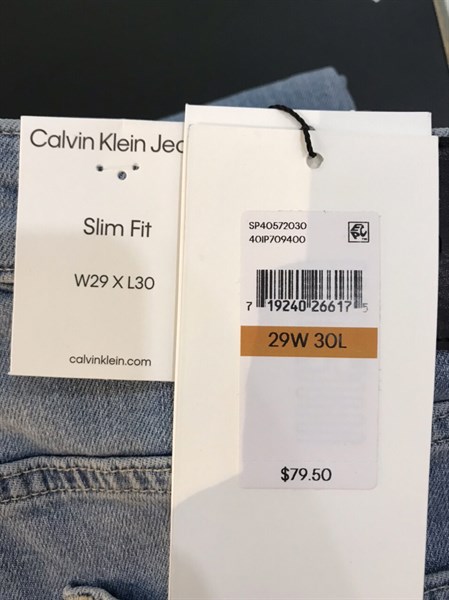 Calvin Klein Jea
Slim Fit
W29 X L30
calvinklein.com
SP40572030
40IP709400
7 19240 26617 5
29W 30L
$79.50